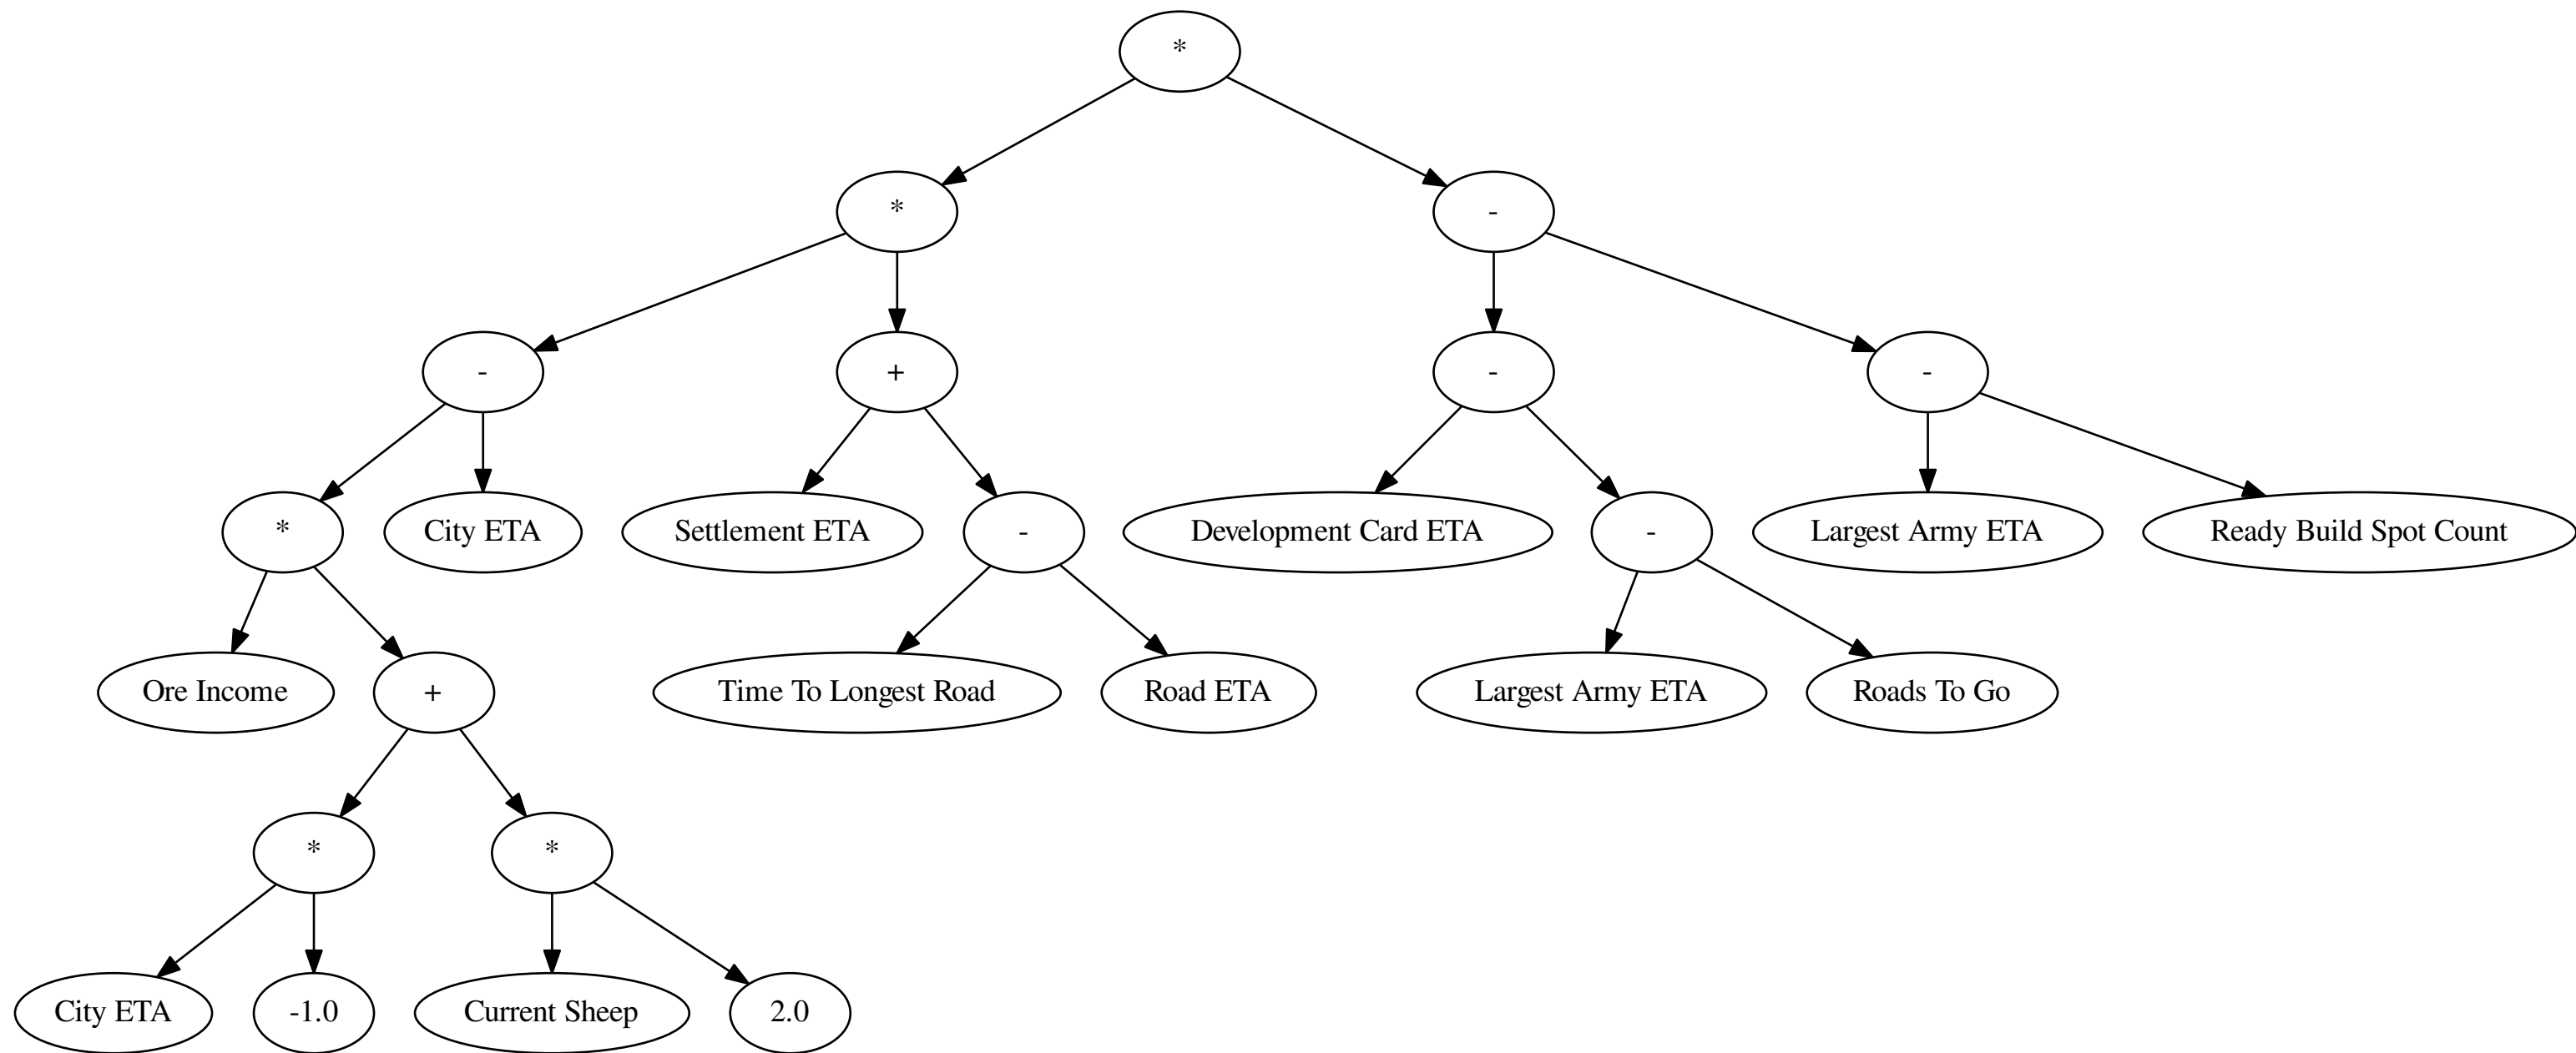 *
*
-
-
+
-
-
*
City ETA
Settlement ETA
-
Development Card ETA
-
Largest Army ETA
Ready Build Spot Count
Ore Income
+
Time To Longest Road
Road ETA
Largest Army ETA
Roads To Go
*
*
City ETA
-1.0
Current Sheep
2.0